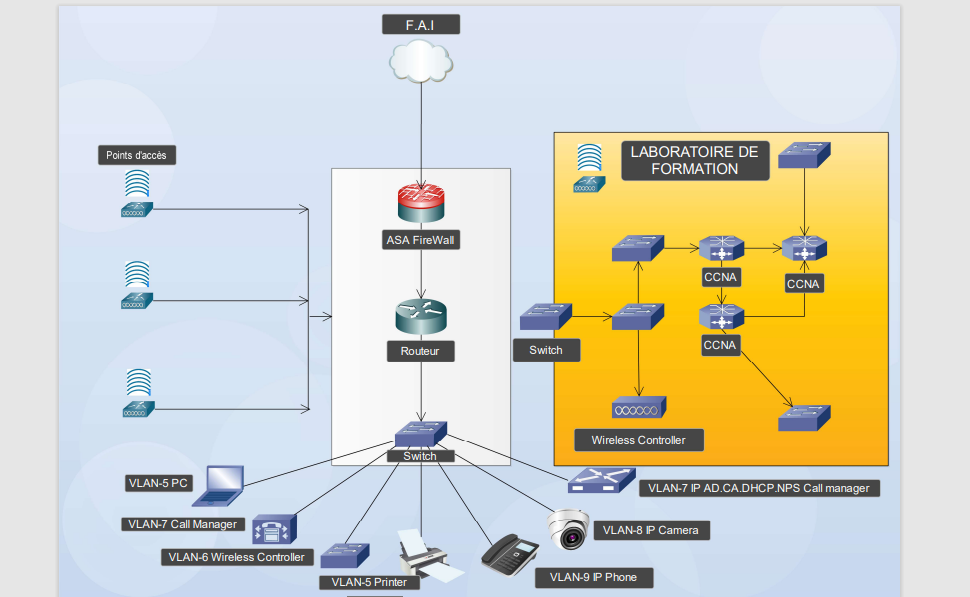 F.A.I
Points d'accès
LABORATOIRE DE
FORMATION
ASA FireWall
CCNA
CCNA
Routeur
Switch
CCNA
Wireless Controller
Switch
VLAN-5 PC
VLAN-7 IP AD.CA.DHCP.NPS Call manager
VLAN-7 Call Manager
VLAN-8 IP Camera
VLAN-6 Wireless Controller
VLAN-5 Printer
VLAN-9 IP Phone